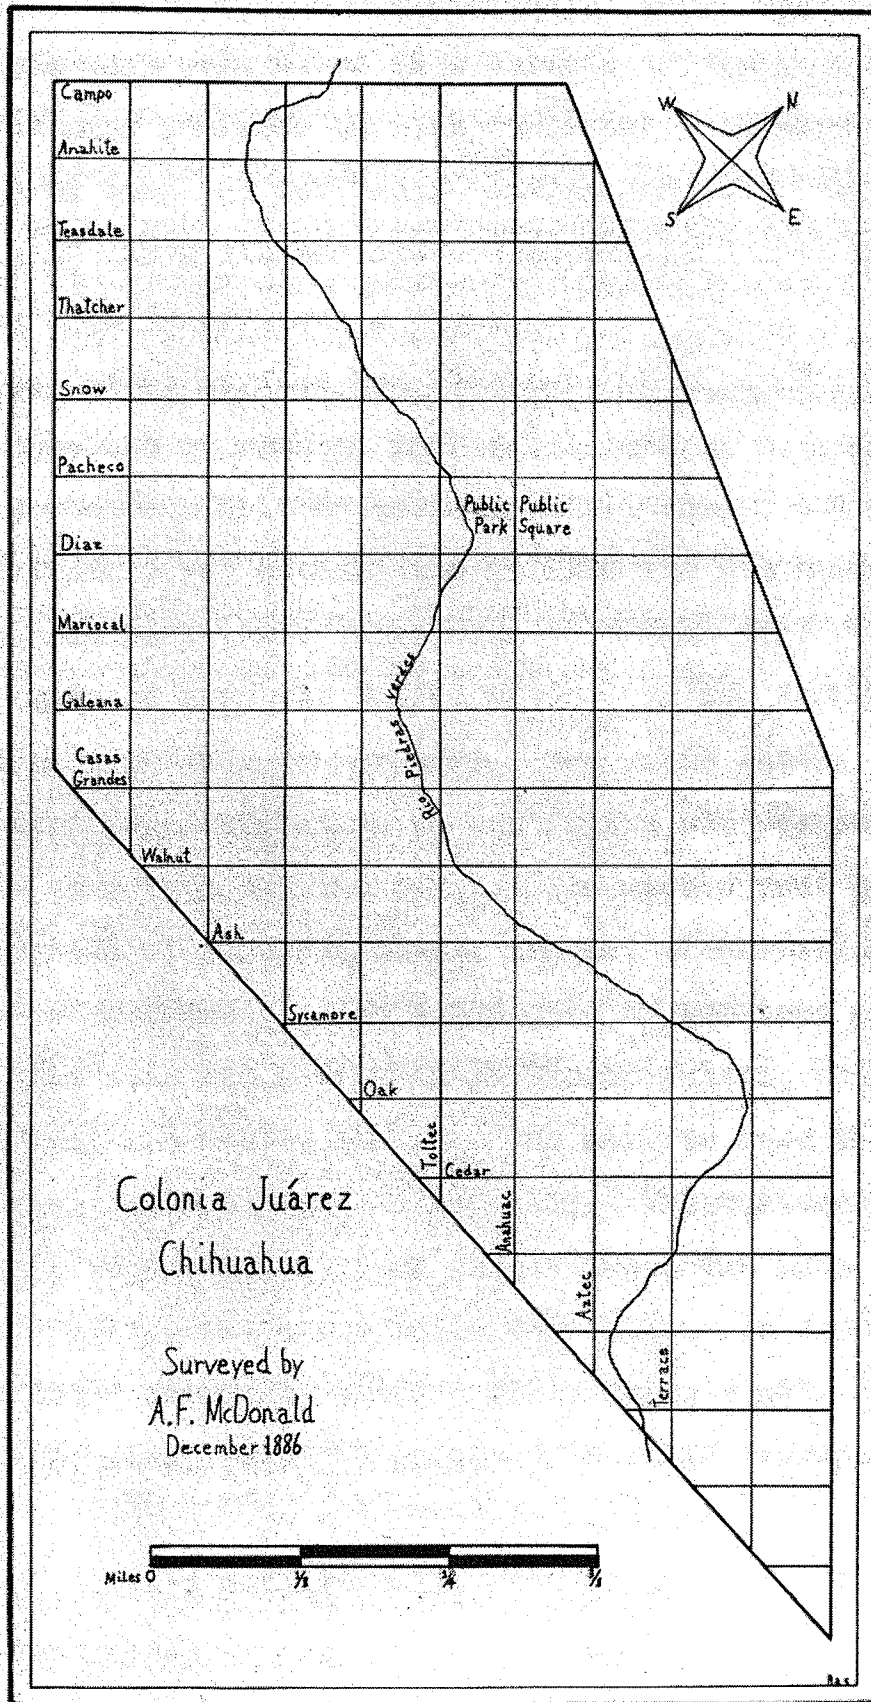 Campo
W N
S E
Anahite
Teasdale
Thatcher
Snow
Pacheco
Public Public
Park Square
Diaz
Mariscal
Galeana
Rio Piedras Verdes
Casas
Grandes
Walnut
Ash
Sycamore
Oak
Toltec
Cedar
Anahuac
Aztec
Terrace
Colonia Juárez
Chihuahua
Surveyed by
A.F. McDonald
December 1886
Miles 0